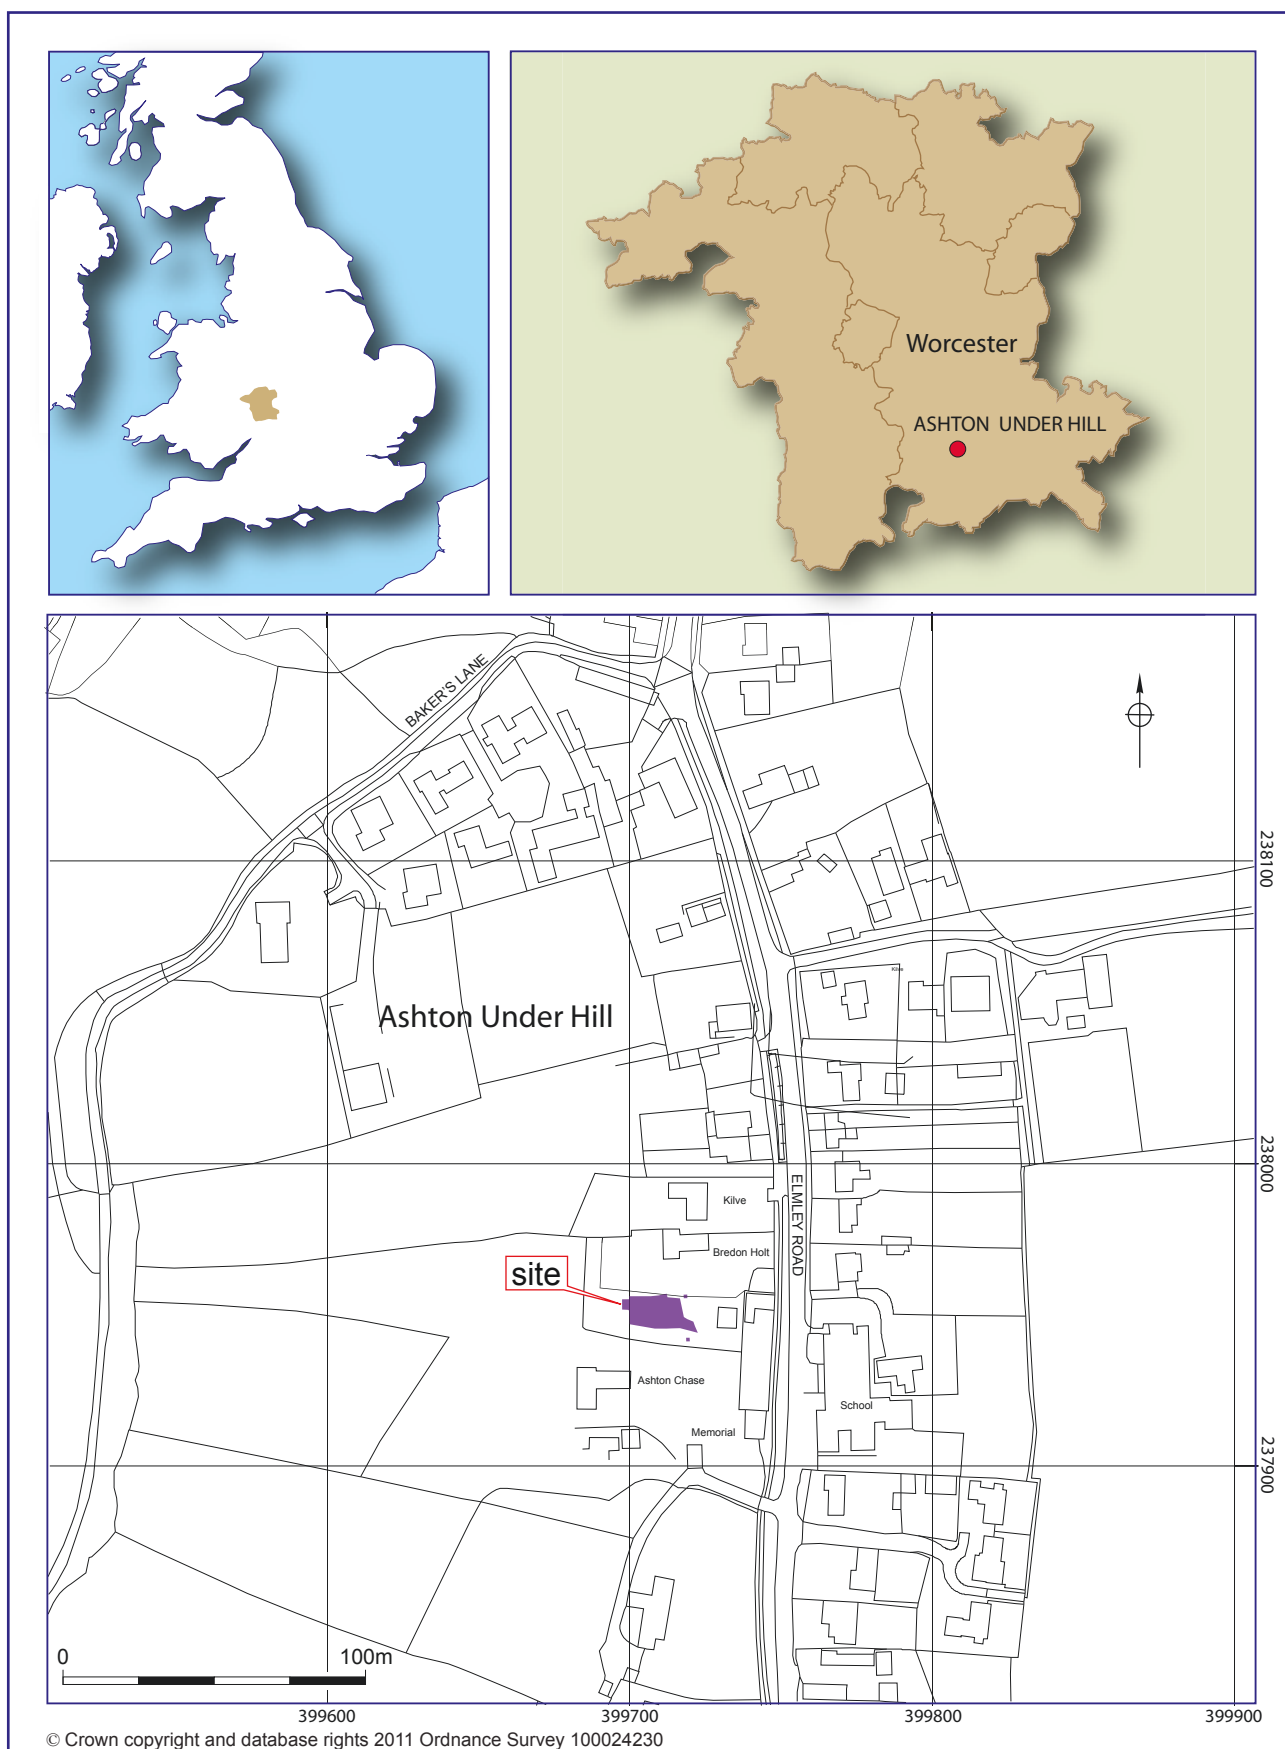 Worcester
ASHTON UNDER HILL
BAKER'S LANE
238100
Kilve
Ashton Under Hill
238000
ELMLEY ROAD
Kilve
Bredon Holt
site
Ashton Chase
School
Memorial
237900
0 100m
399600 399700 399800 399900
© Crown copyright and database rights 2011 Ordnance Survey 100024230